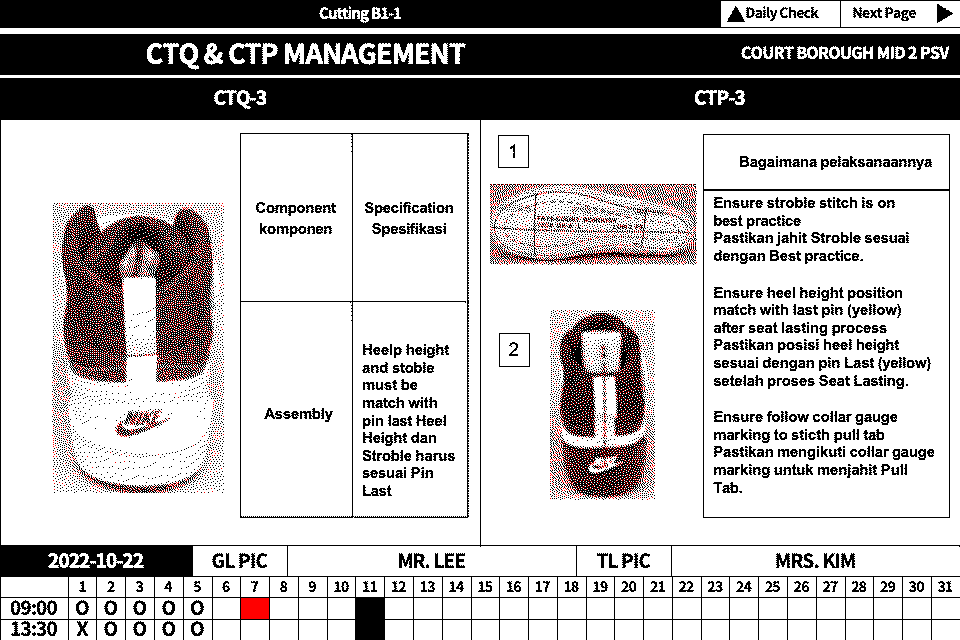 Cutting B1-1
Daily Check
Next Page
CTQ & CTP MANAGEMENT
COURT BOROUGH MID 2 PSV
CTQ-3
CTP-3
Component
komponen
Specification
Spesifikasi
Assembly
Heelp height
and stoble
must be
match with
pin last Heel
Height dan
Stroble harus
sesuai Pin
Last
NIKE
1
2
Bagaimana pelaksanaannya
Ensure stroble stitch is on
best practice
Pastikan jahit Stroble sesuai
dengan Best practice.
Ensure heel height position
match with last pin (yellow)
after seat lasting process
Pastikan posisi heel height
sesuai dengan pin Last (yellow)
setelah proses Seat Lasting.
Ensure follow collar gauge
marking to sticth pull tab
Pastikan mengikuti collar gauge
marking untuk menjahit Pull
Tab.
2022-10-22 GL PIC MR. LEE TL PIC MRS. KIM
1 2 3 4 5 6 7 8 9 10 11 12 13 14 15 16 17 18 19 20 21 22 23 24 25 26 27 28 29 30 31
09:00 O O O O O
13:30 X O O O O